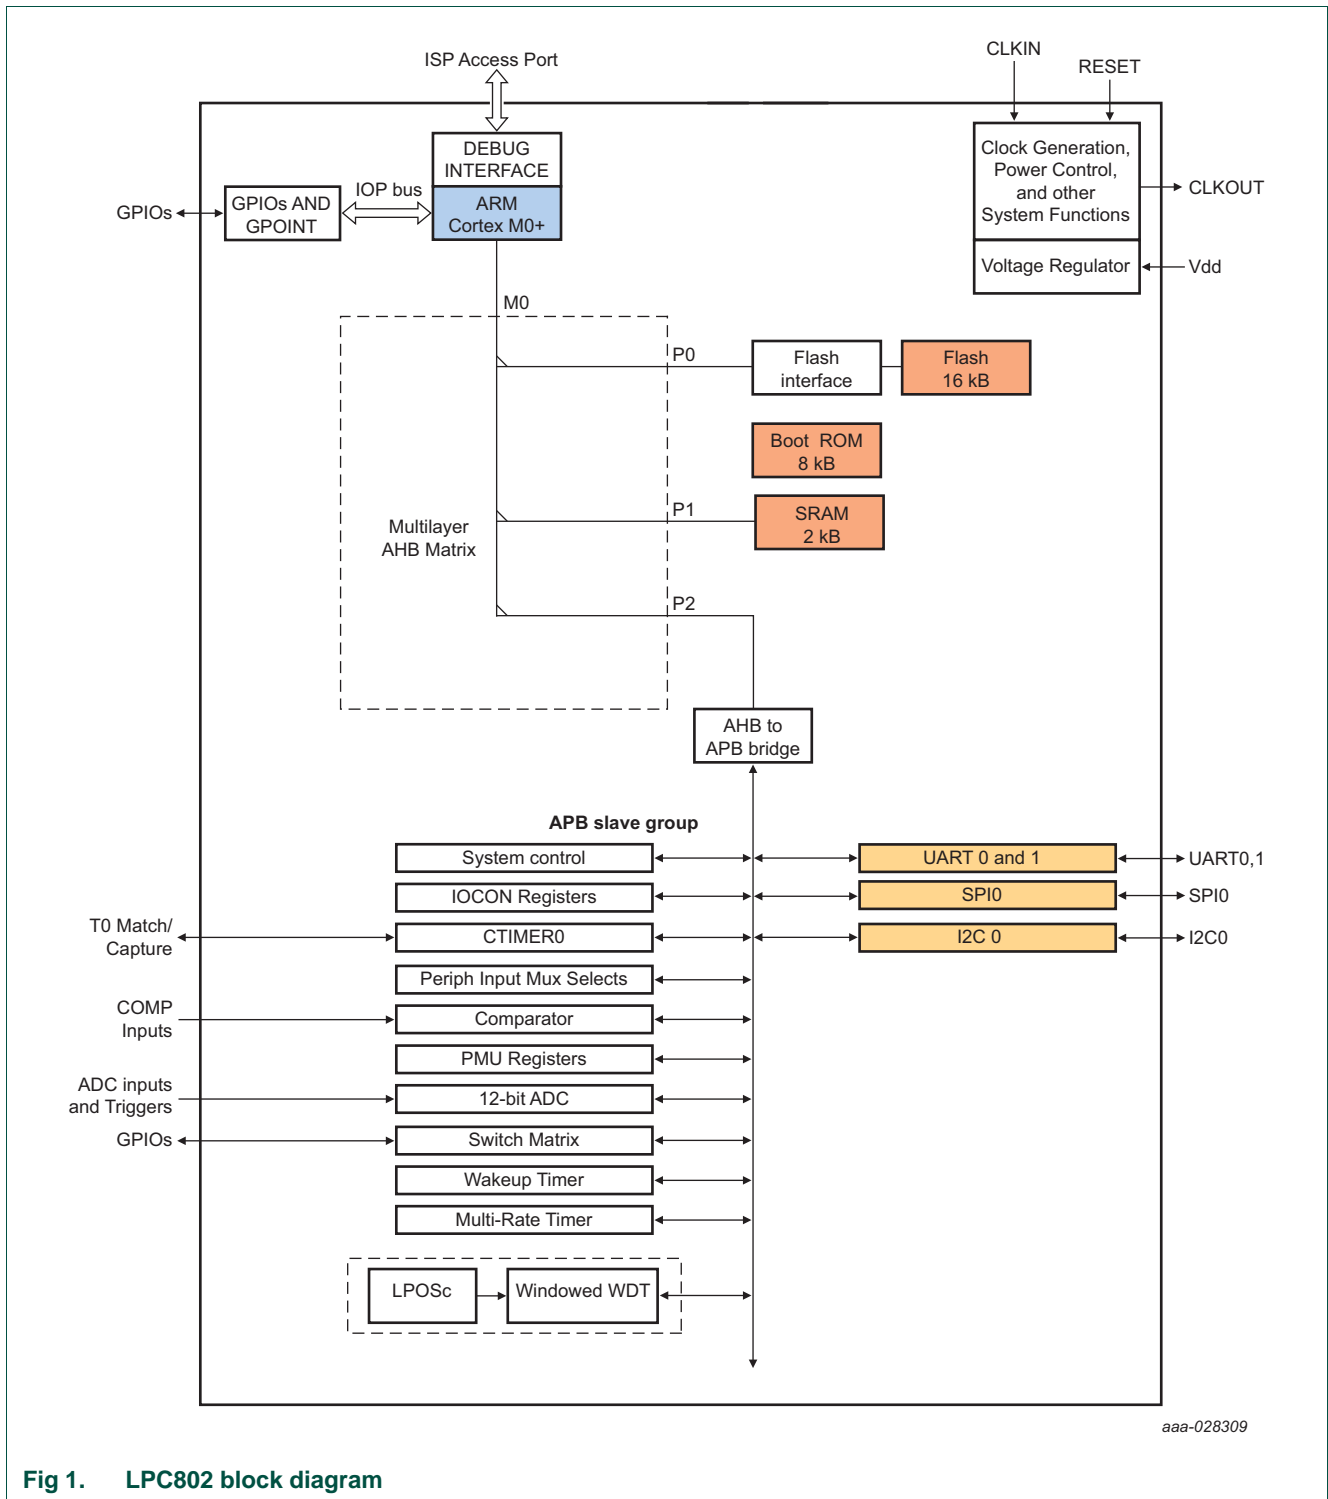 ISP Access Port
CLKIN
RESET
DEBUG
INTERFACE
ARM
Cortex M0+
IOP bus
GPIOs AND
GPOINT
GPIOs
Clock Generation,
Power Control,
and other
System Functions
CLKOUT
Voltage Regulator
Vdd
M0
P0
Flash
interface
Flash
16 kB
Boot ROM
8 kB
P1
SRAM
2 kB
Multilayer
AHB Matrix
P2
AHB to
APB bridge
APB slave group
System control
UART 0 and 1
UART0,1
IOCON Registers
SPI0
SPI0
T0 Match/
Capture
CTIMER0
I2C 0
I2C0
Periph Input Mux Selects
COMP
Inputs
Comparator
PMU Registers
ADC inputs
and Triggers
12-bit ADC
GPIOs
Switch Matrix
Wakeup Timer
Multi-Rate Timer
LPOSc
Windowed WDT
aaa-028309
Fig 1. LPC802 block diagram